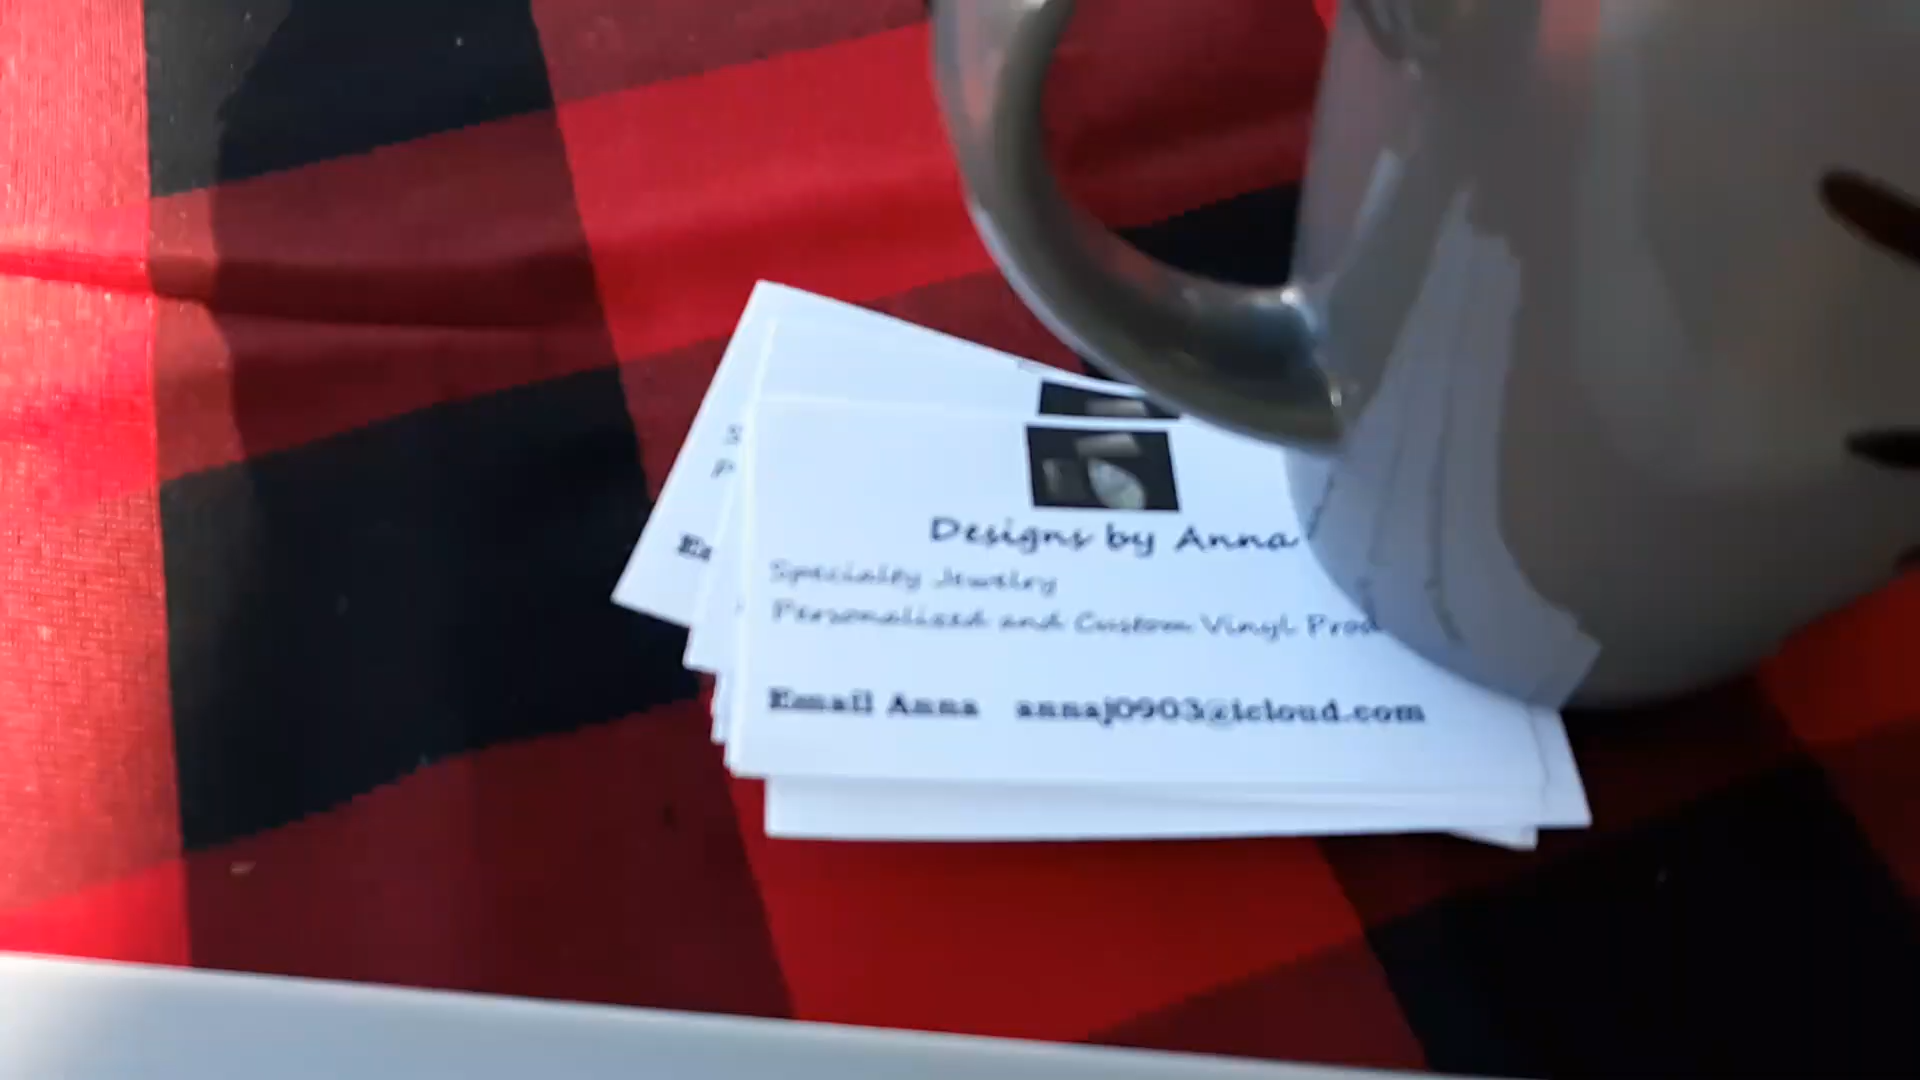 Designs by Anna
Specialty Jewelry
Personalized and Custom Vinyl Prod
Email Anna annaj0903@icloud.com